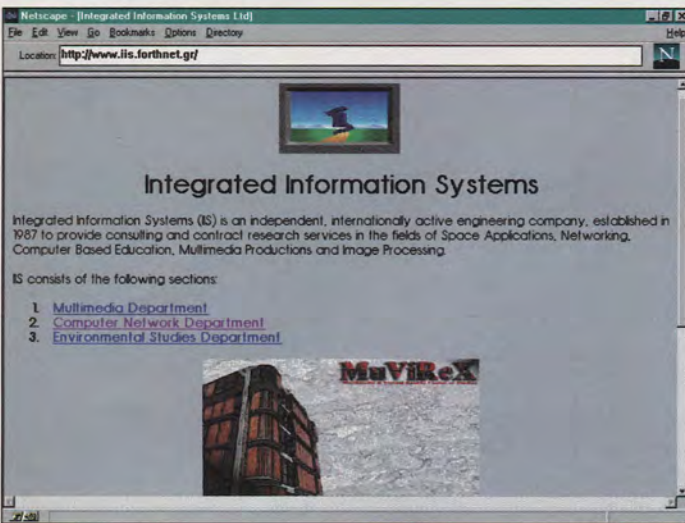 Netscape - [Integrated Information Systems Ltd]
File Edit View Go Bookmarks Options Directory Help
Location: http://www.iis.forthnet.gr/
N
Integrated Information Systems
Integrated Information Systems (IIS) is an independent, internationally active engineering company, established in
1987 to provide consulting and contract research services in the fields of Space Applications, Networking,
Computer Based Education, Multimedia Productions and Image Processing.
IIS consists of the following sections:
1. Multimedia Department
2. Computer Network Department
3. Environmental Studies Department
MuViReX